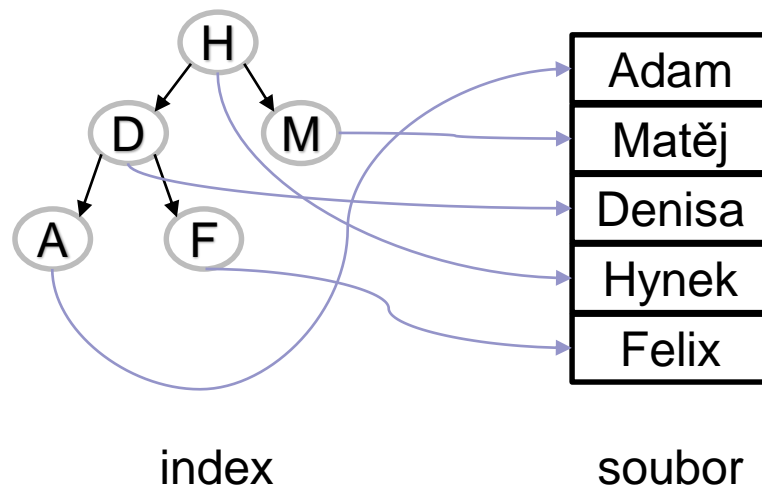 H
D
M
A
F
Adam
Matěj
Denisa
Hynek
Felix
index
soubor